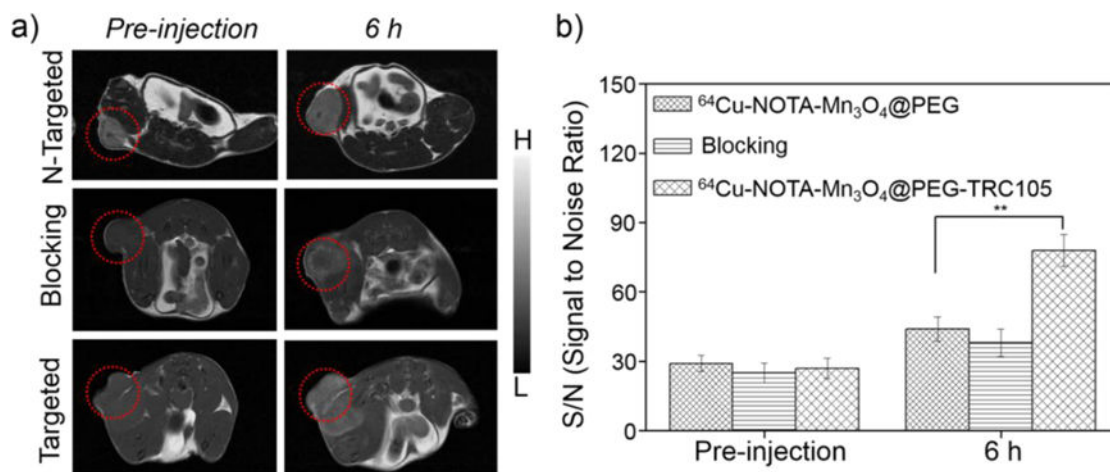 a)
Pre-injection
6 h
N-Targeted
Blocking
Targeted
H
L
b)
S/N (Signal to Noise Ratio)
150
120
90
60
30
0
⁶⁴Cu-NOTA-Mn₃O₄@PEG
Blocking
⁶⁴Cu-NOTA-Mn₃O₄@PEG-TRC105
**
Pre-injection
6 h